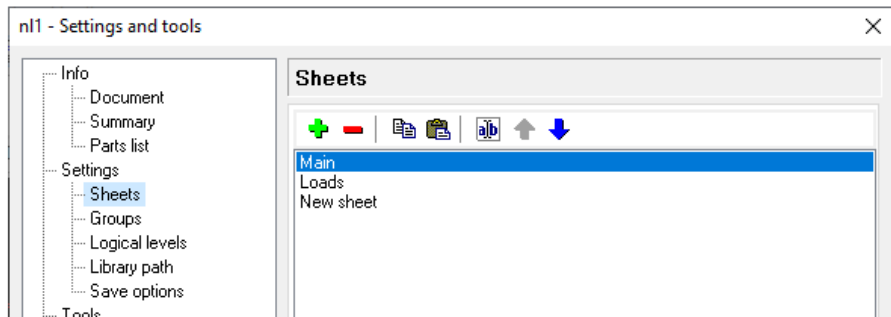 nl1 - Settings and tools
Info
Document
Summary
Parts list
Settings
Sheets
Groups
Logical levels
Library path
Save options
Tools
Sheets
a|b
Main
Loads
New sheet